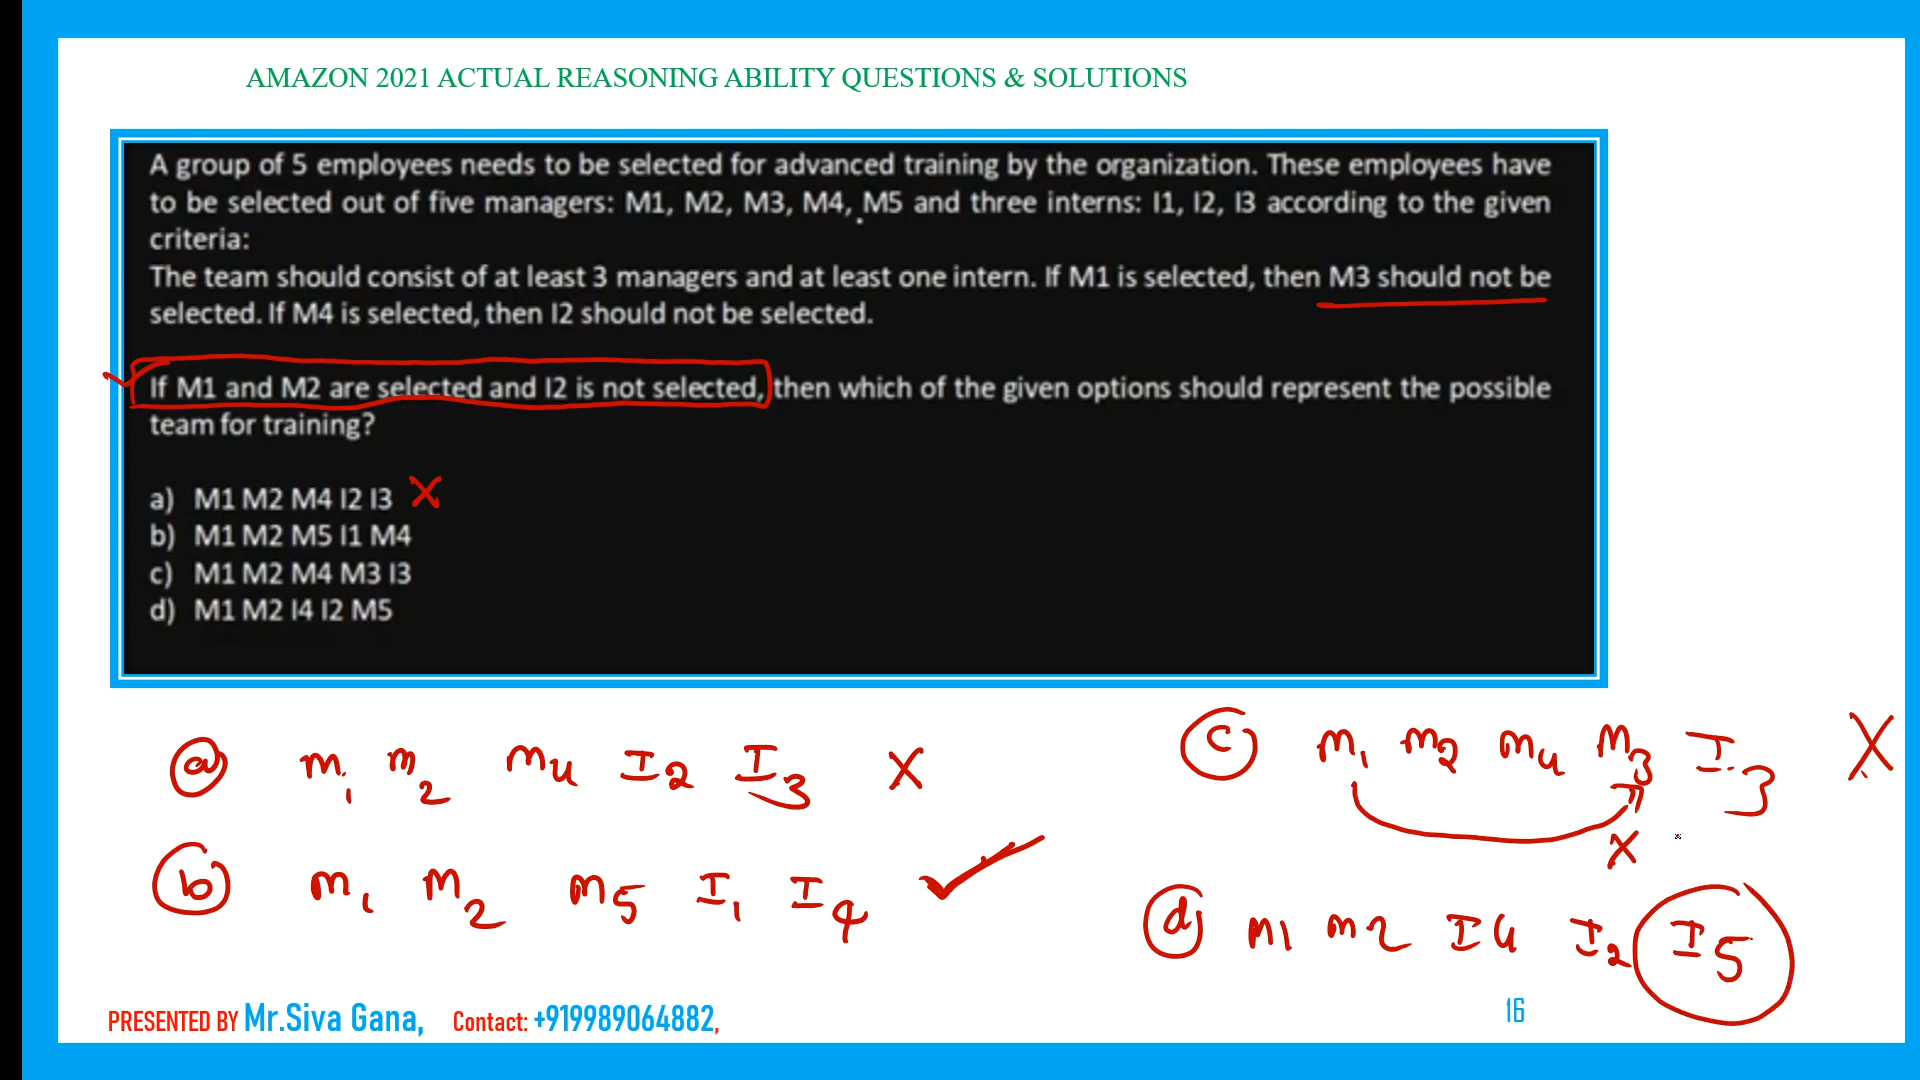 AMAZON 2021 ACTUAL REASONING ABILITY QUESTIONS & SOLUTIONS
A group of 5 employees needs to be selected for advanced training by the organization. These employees have
to be selected out of five managers: M1, M2, M3, M4, M5 and three interns: I1, I2, I3 according to the given
criteria:
The team should consist of at least 3 managers and at least one intern. If M1 is selected, then M3 should not be
selected. If M4 is selected, then I2 should not be selected.
If M1 and M2 are selected and I2 is not selected, then which of the given options should represent the possible
team for training?
a) M1 M2 M4 I2 I3 X
b) M1 M2 M5 I1 M4
c) M1 M2 M4 M3 I3
d) M1 M2 I4 I2 M5
a m1 m2 m4 I2 I3 X
b m1 m2 m5 I1 I4 ✓
c m1 m2 m4 m3 I3 X
X
d m1 m2 I4 I2 I5
PRESENTED BY Mr.Siva Gana, Contact: +919989064882,
16